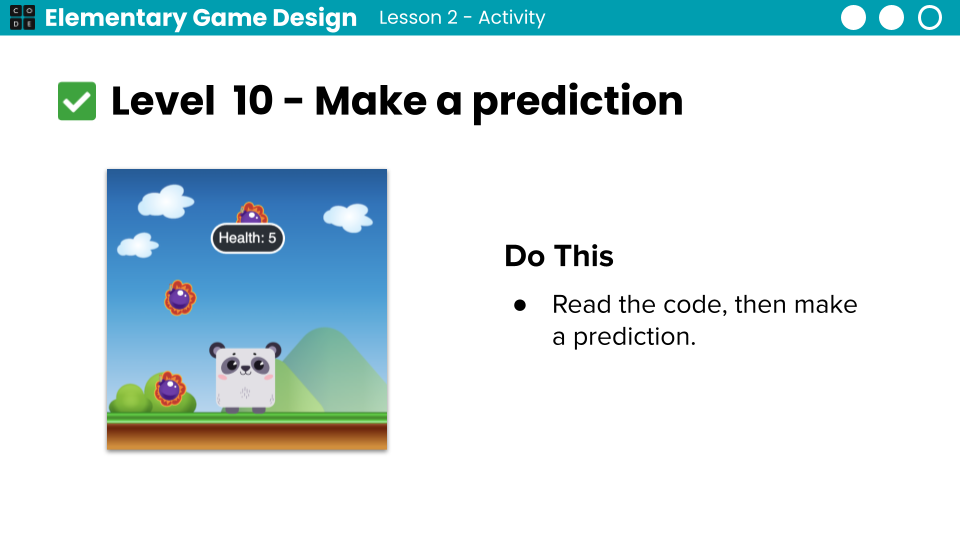 CODE
Elementary Game Design
Lesson 2 - Activity
Level 10 - Make a prediction
Health: 5
Do This
● Read the code, then make
a prediction.